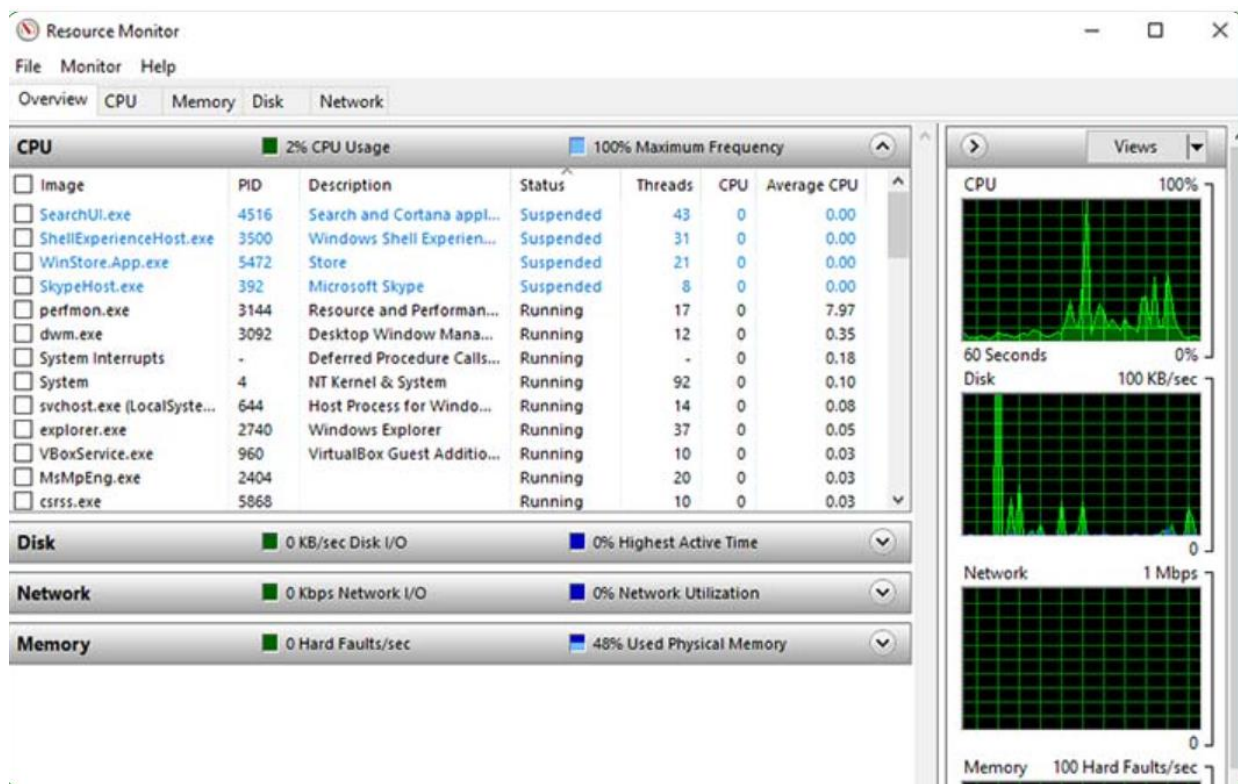 Resource Monitor
File Monitor Help
Overview CPU Memory Disk Network
CPU 2% CPU Usage 100% Maximum Frequency
Image PID Description Status Threads CPU Average CPU
SearchUI.exe 4516 Search and Cortana appl... Suspended 43 0 0.00
ShellExperienceHost.exe 3500 Windows Shell Experien... Suspended 31 0 0.00
WinStore.App.exe 5472 Store Suspended 21 0 0.00
SkypeHost.exe 392 Microsoft Skype Suspended 8 0 0.00
perfmon.exe 3144 Resource and Performan... Running 17 0 7.97
dwm.exe 3092 Desktop Window Mana... Running 12 0 0.35
System Interrupts - Deferred Procedure Calls... Running - 0 0.18
System 4 NT Kernel & System Running 92 0 0.10
svchost.exe (LocalSyste... 644 Host Process for Windo... Running 14 0 0.08
explorer.exe 2740 Windows Explorer Running 37 0 0.05
VBoxService.exe 960 VirtualBox Guest Additio... Running 10 0 0.03
MsMpEng.exe 2404 Running 20 0 0.03
csrss.exe 5868 Running 10 0 0.03
Disk 0 KB/sec Disk I/O 0% Highest Active Time
Network 0 Kbps Network I/O 0% Network Utilization
Memory 0 Hard Faults/sec 48% Used Physical Memory
Views
CPU 100%
60 Seconds 0%
Disk 100 KB/sec
0
Network 1 Mbps
0
Memory 100 Hard Faults/sec